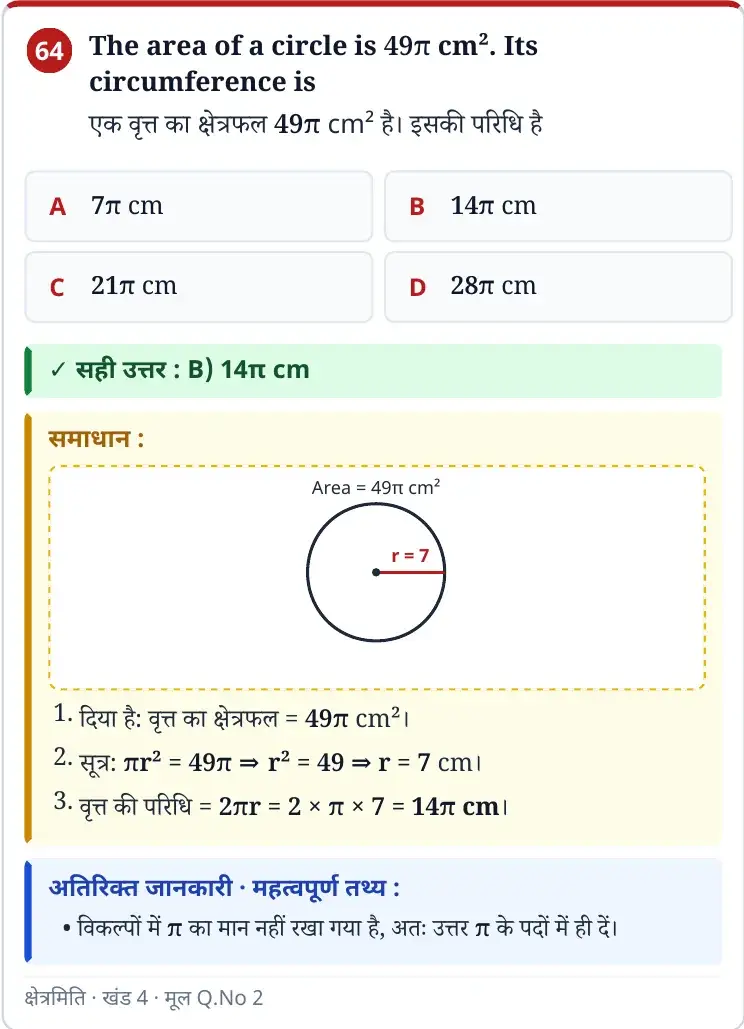 64 The area of a circle is 49π cm². Its
circumference is
एक वृत्त का क्षेत्रफल 49π cm² है। इसकी परिधि है
A 7π cm
B 14π cm
C 21π cm
D 28π cm
✓ सही उत्तर : B) 14π cm
समाधान :
Area = 49π cm²
r = 7
1. दिया है: वृत्त का क्षेत्रफल = 49π cm²।
2. सूत्र: πr² = 49π ⇒ r² = 49 ⇒ r = 7 cm।
3. वृत्त की परिधि = 2πr = 2 × π × 7 = 14π cm।
अतिरिक्त जानकारी · महत्वपूर्ण तथ्य :
• विकल्पों में π का मान नहीं रखा गया है, अतः उत्तर π के पदों में ही दें।
क्षेत्रमिति · खंड 4 · मूल Q.No 2